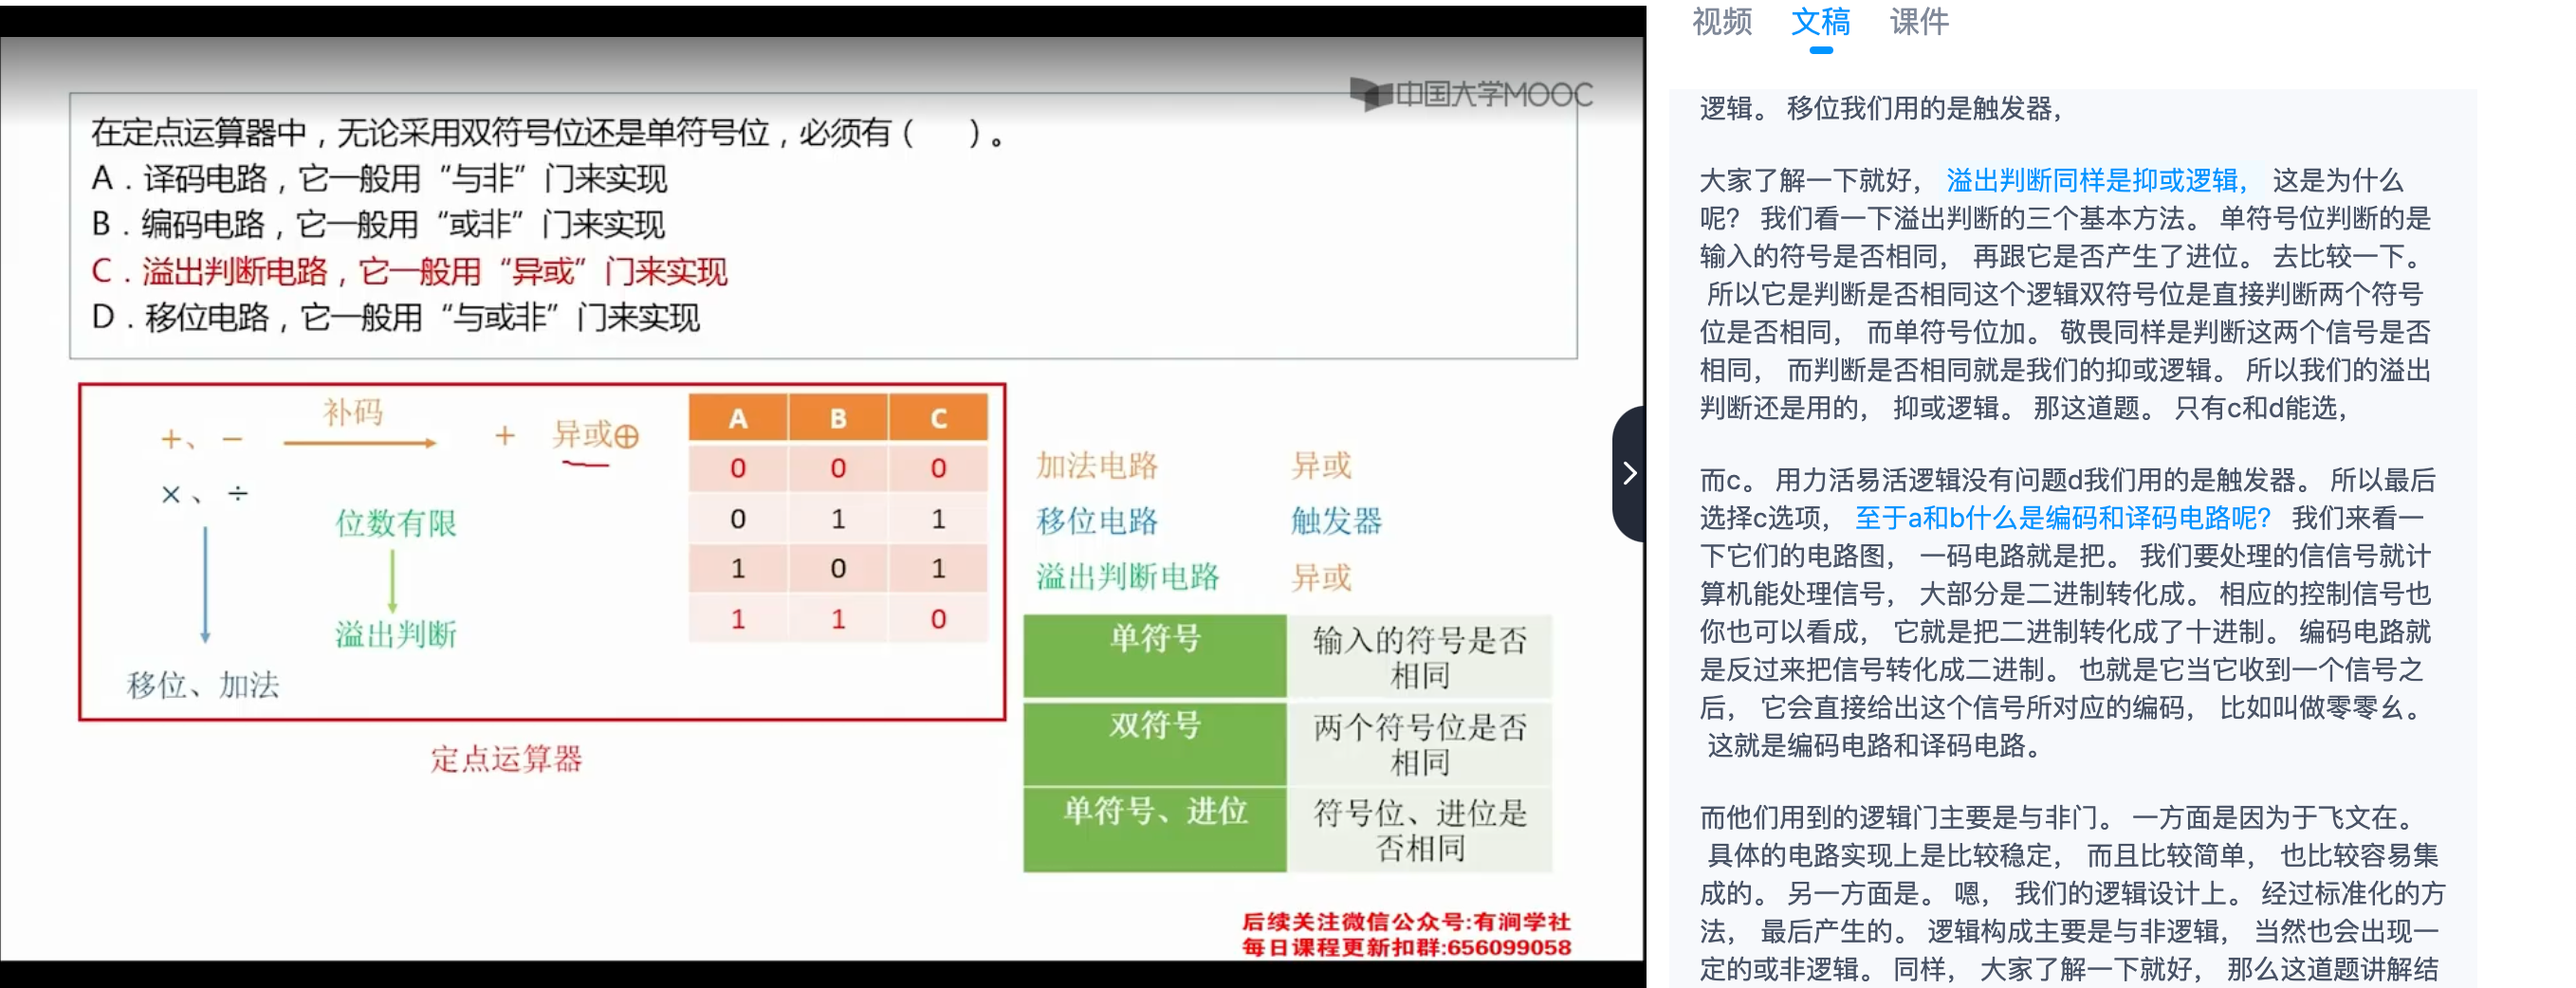 中国大学MOOC
在定点运算器中，无论采用双符号位还是单符号位，必须有（　　）。
A．译码电路，它一般用“与非”门来实现
B．编码电路，它一般用“或非”门来实现
C．溢出判断电路，它一般用“异或”门来实现
D．移位电路，它一般用“与或非”门来实现
补码
+、－ + 异或⊕
×、÷
位数有限
溢出判断
移位、加法
A B C
0 0 0
0 1 1
1 0 1
1 1 0
定点运算器
加法电路 异或
移位电路 触发器
溢出判断电路 异或
单符号 输入的符号是否
相同
双符号 两个符号位是否
相同
单符号、进位 符号位、进位是
否相同
后续关注微信公众号:有涧学社
每日课程更新扣群:656099058
视频 文稿 课件
逻辑。 移位我们用的是触发器，
大家了解一下就好， 溢出判断同样是抑或逻辑， 这是为什么
呢？ 我们看一下溢出判断的三个基本方法。 单符号位判断的是
输入的符号是否相同， 再跟它是否产生了进位。 去比较一下。
所以它是判断是否相同这个逻辑双符号位是直接判断两个符号
位是否相同， 而单符号位加。 敬畏同样是判断这两个信号是否
相同， 而判断是否相同就是我们的抑或逻辑。 所以我们的溢出
判断还是用的， 抑或逻辑。 那这道题。 只有c和d能选，
而c。 用力活易活逻辑没有问题d我们用的是触发器。 所以最后
选择c选项， 至于a和b什么是编码和译码电路呢？ 我们来看一
下它们的电路图， 一码电路就是把。 我们要处理的信信号就计
算机能处理信号， 大部分是二进制转化成。 相应的控制信号也
你也可以看成， 它就是把二进制转化成了十进制。 编码电路就
是反过来把信号转化成二进制。 也就是它当它收到一个信号之
后， 它会直接给出这个信号所对应的编码， 比如叫做零零幺。
这就是编码电路和译码电路。
而他们用到的逻辑门主要是与非门。 一方面是因为于飞文在。
具体的电路实现上是比较稳定， 而且比较简单， 也比较容易集
成的。 另一方面是。 嗯， 我们的逻辑设计上。 经过标准化的方
法， 最后产生的。 逻辑构成主要是与非逻辑， 当然也会出现一
定的或非逻辑。 同样， 大家了解一下就好， 那么这道题讲解结